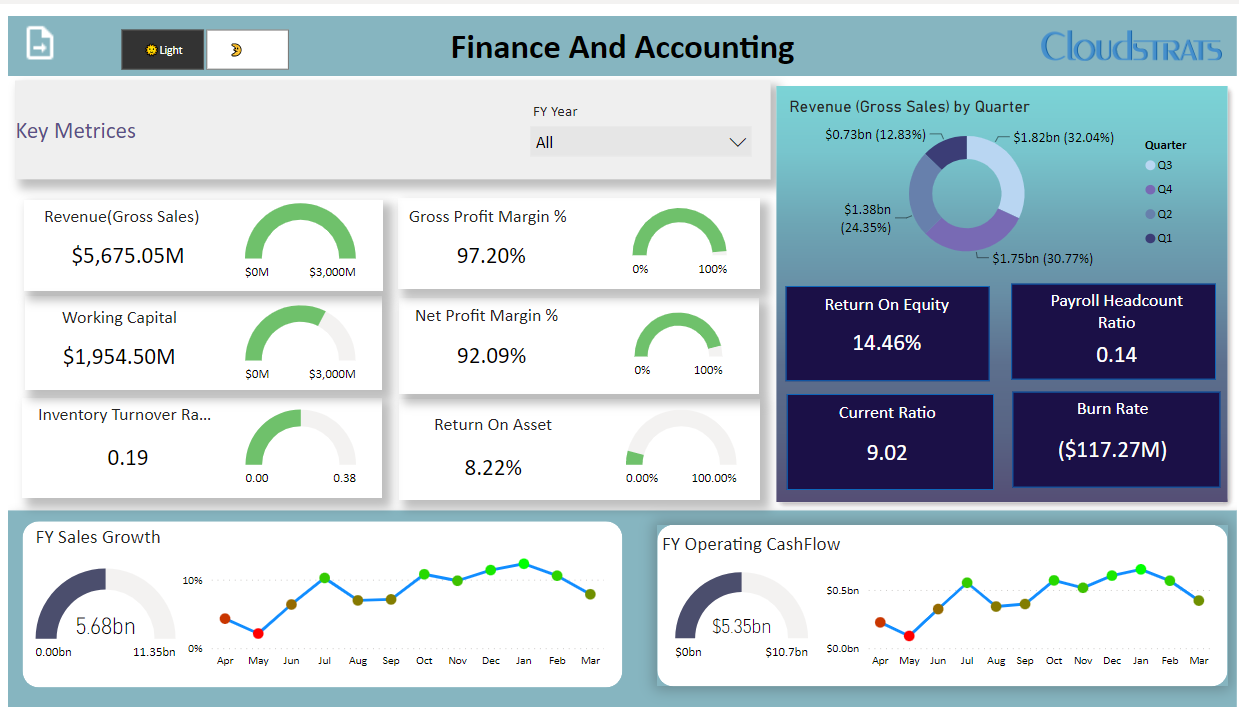 Light
Finance And Accounting
CloudSTRATS
Key Metrices
FY Year
All
Revenue(Gross Sales)
$5,675.05M
$0M
$3,000M
Gross Profit Margin %
97.20%
0%
100%
Working Capital
$1,954.50M
$0M
$3,000M
Net Profit Margin %
92.09%
0%
100%
Inventory Turnover Ra...
0.19
0.00
0.38
Return On Asset
8.22%
0.00%
100.00%
Revenue (Gross Sales) by Quarter
$0.73bn (12.83%)
$1.82bn (32.04%)
$1.38bn
(24.35%)
$1.75bn (30.77%)
Quarter
Q3
Q4
Q2
Q1
Return On Equity
14.46%
Payroll Headcount
Ratio
0.14
Current Ratio
9.02
Burn Rate
($117.27M)
FY Sales Growth
5.68bn
0.00bn
11.35bn
10%
0%
Apr May Jun Jul Aug Sep Oct Nov Dec Jan Feb Mar
FY Operating CashFlow
$5.35bn
$0bn
$10.7bn
$0.5bn
$0.0bn
Apr May Jun Jul Aug Sep Oct Nov Dec Jan Feb Mar